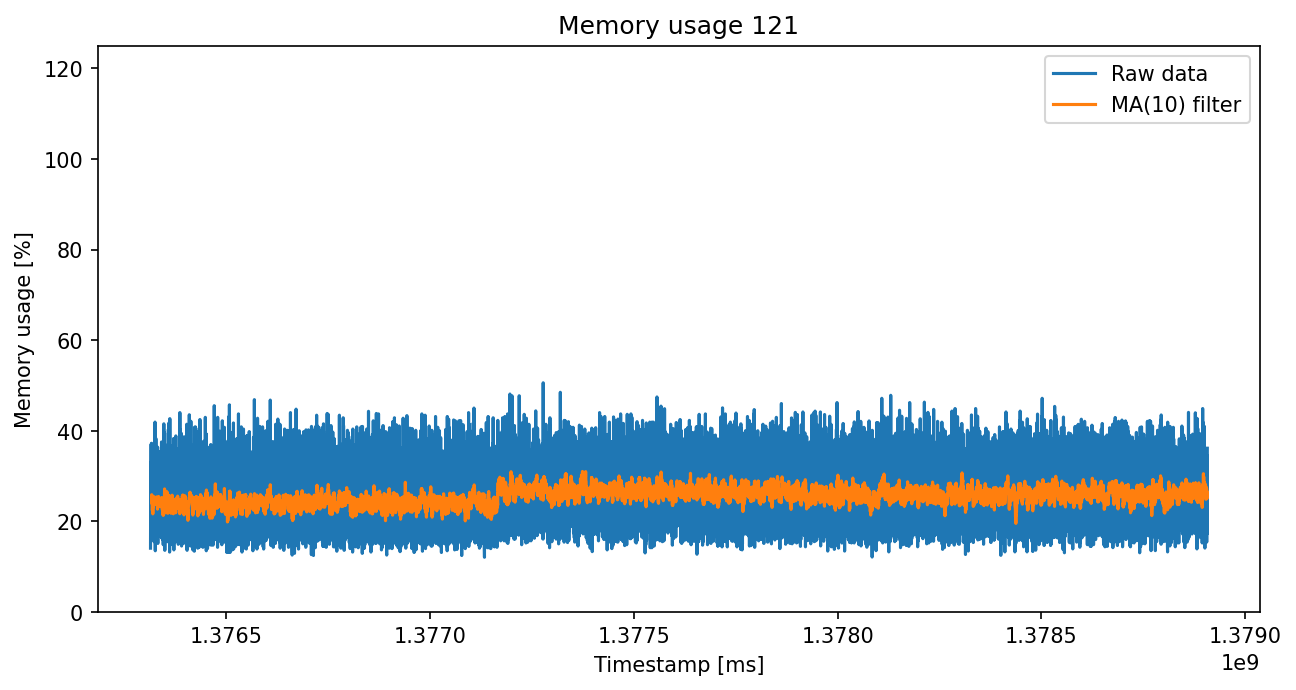 Memory usage 121
Raw data
MA(10) filter
Memory usage [%]
120
100
80
60
40
20
0
1.3765 1.3770 1.3775 1.3780 1.3785 1.3790
1e9
Timestamp [ms]